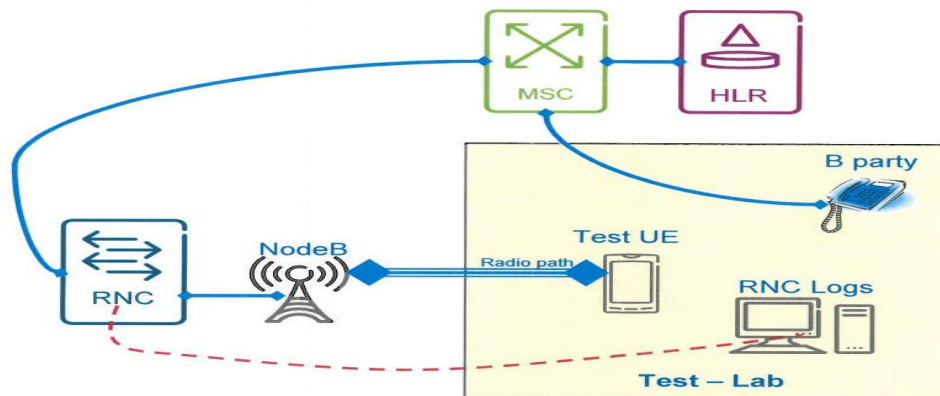 MSC
HLR
B party
Test UE
NodeB
Radio path
RNC
RNC Logs
Test – Lab